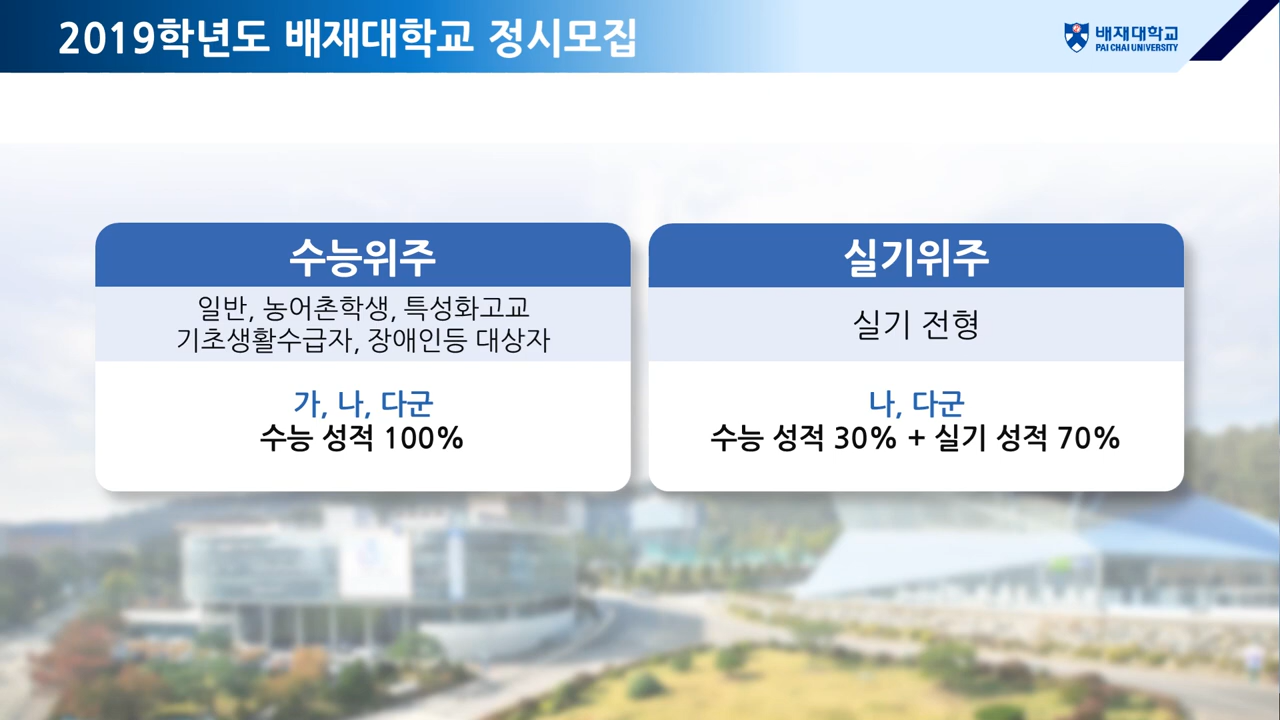 2019학년도 배재대학교 정시모집
배재대학교
PAI CHAI UNIVERSITY
수능위주
일반, 농어촌학생, 특성화고교
기초생활수급자, 장애인등 대상자
가, 나, 다군
수능 성적 100%
실기위주
실기 전형
나, 다군
수능 성적 30% + 실기 성적 70%